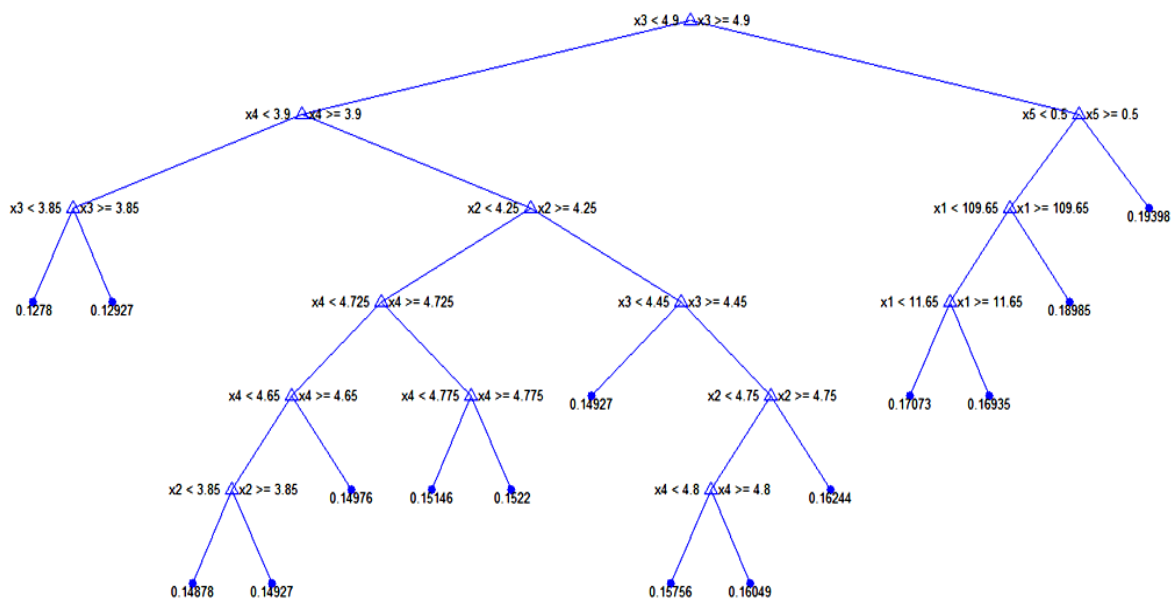 x3 < 4.9 x3 >= 4.9
x4 < 3.9 x4 >= 3.9 x5 < 0.5 x5 >= 0.5
x3 < 3.85 x3 >= 3.85 x2 < 4.25 x2 >= 4.25 x1 < 109.65 x1 >= 109.65 0.19398
0.1278 0.12927 x4 < 4.725 x4 >= 4.725 x3 < 4.45 x3 >= 4.45 x1 < 11.65 x1 >= 11.65 0.18985
x4 < 4.65 x4 >= 4.65 x4 < 4.775 x4 >= 4.775 0.14927 x2 < 4.75 x2 >= 4.75 0.17073 0.16935
x2 < 3.85 x2 >= 3.85 0.14976 0.15146 0.1522 x4 < 4.8 x4 >= 4.8 0.16244
0.14878 0.14927 0.15756 0.16049